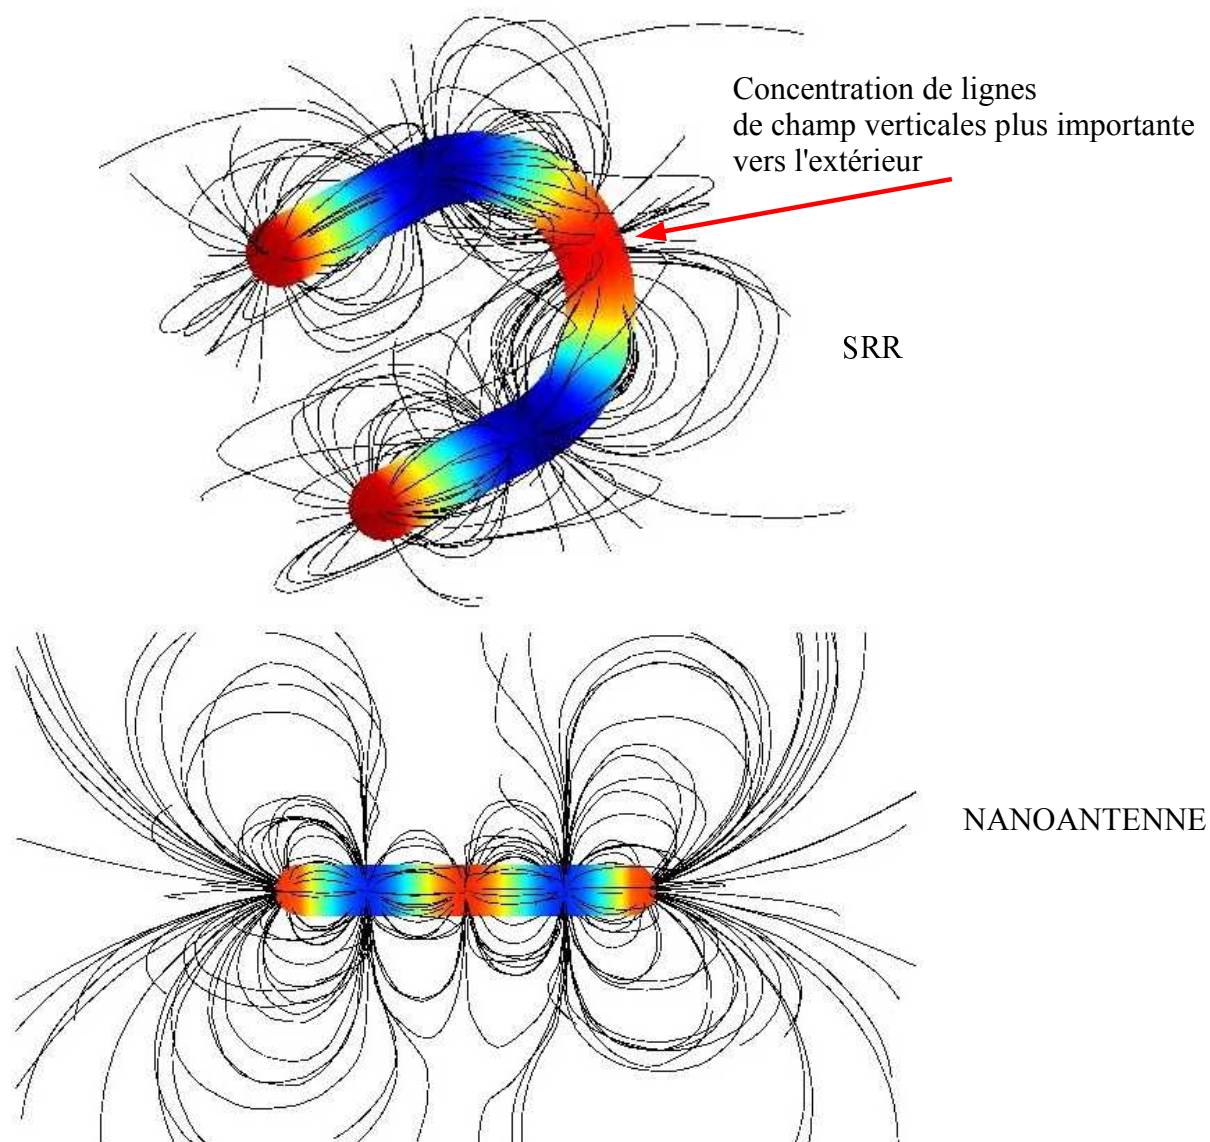 Concentration de lignes
de champ verticales plus importante
vers l'extérieur
SRR
NANOANTENNE